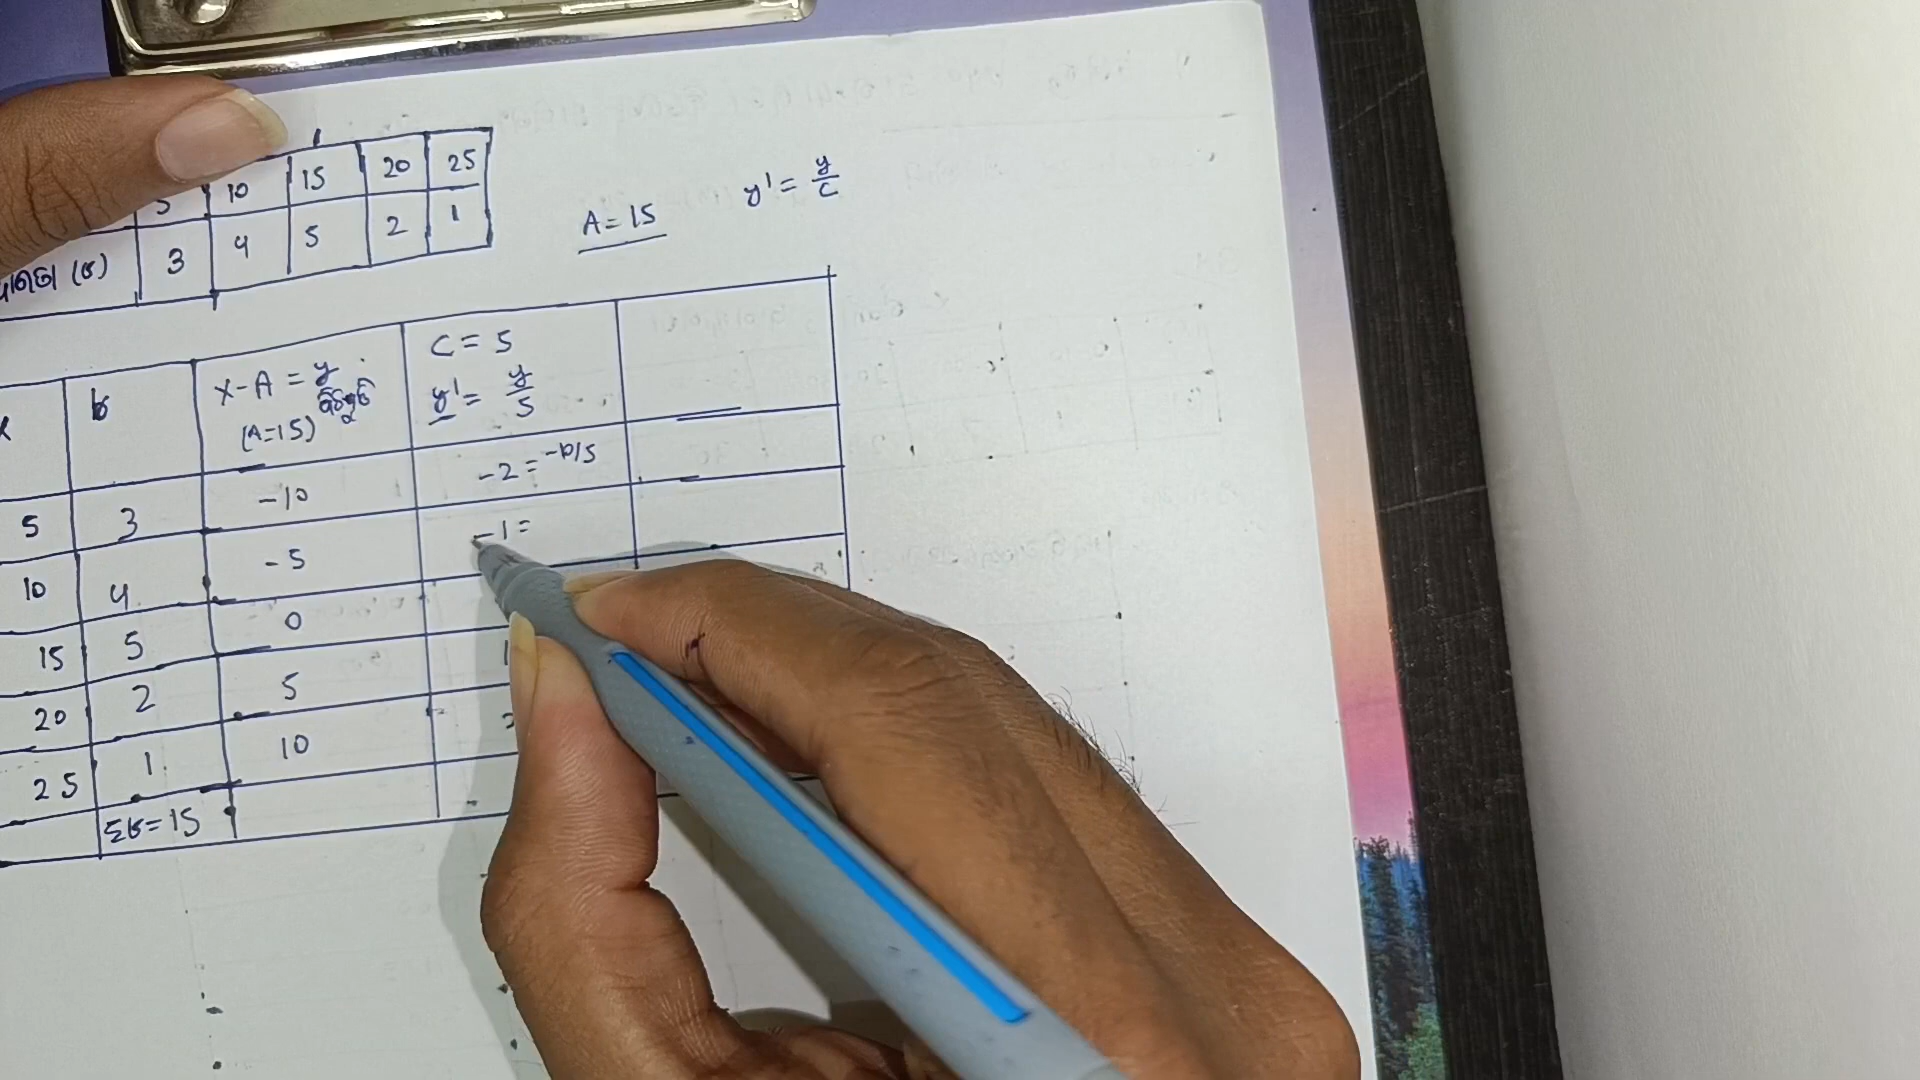 10 15 20 25
(ଚ) 3 4 5 2 1
A = 15
y' = y/c
x - A = y
(A=15)
C = 5
y' = y/5
5 3 -10 -2 = -10/5
10 4 -5 -1 =
15 5 0
20 2 5
25 1 10
= 15